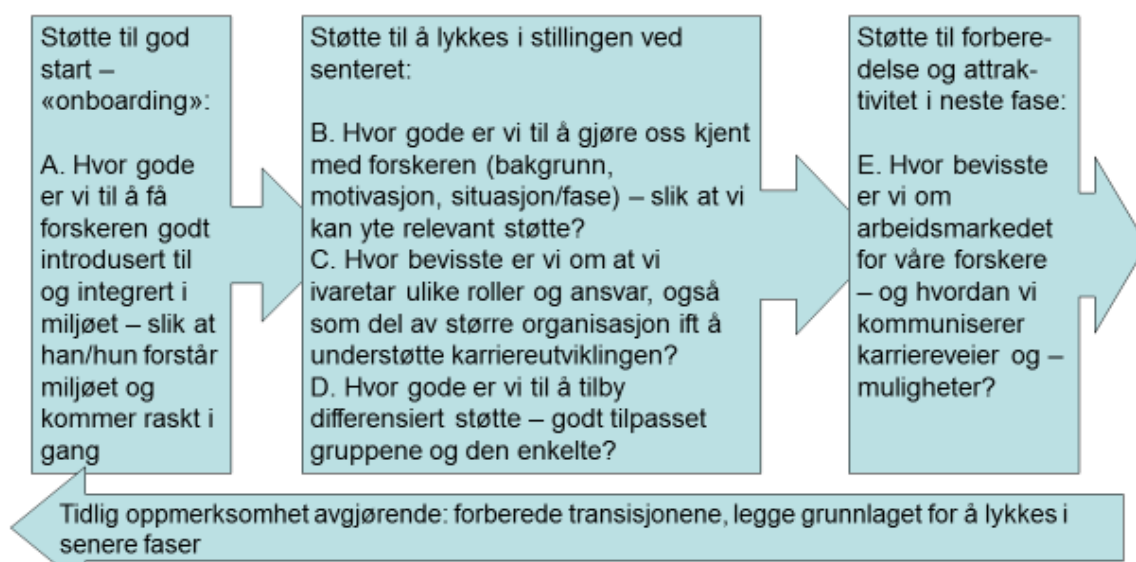 Støtte til god
start –
«onboarding»:
A. Hvor gode
er vi til å få
forskeren godt
introdusert til
og integrert i
miljøet – slik at
han/hun forstår
miljøet og
kommer raskt i
gang
Støtte til å lykkes i stillingen ved
senteret:
B. Hvor gode er vi til å gjøre oss kjent
med forskeren (bakgrunn,
motivasjon, situasjon/fase) – slik at vi
kan yte relevant støtte?
C. Hvor bevisste er vi om at vi
ivaretar ulike roller og ansvar, også
som del av større organisasjon ift å
understøtte karriereutviklingen?
D. Hvor gode er vi til å tilby
differensiert støtte – godt tilpasset
gruppene og den enkelte?
Støtte til forbere-
delse og attrak-
tivitet i neste fase:
E. Hvor bevisste
er vi om
arbeidsmarkedet
for våre forskere
– og hvordan vi
kommuniserer
karriereveier og –
muligheter?
Tidlig oppmerksomhet avgjørende: forberede transisjonene, legge grunnlaget for å lykkes i
senere faser